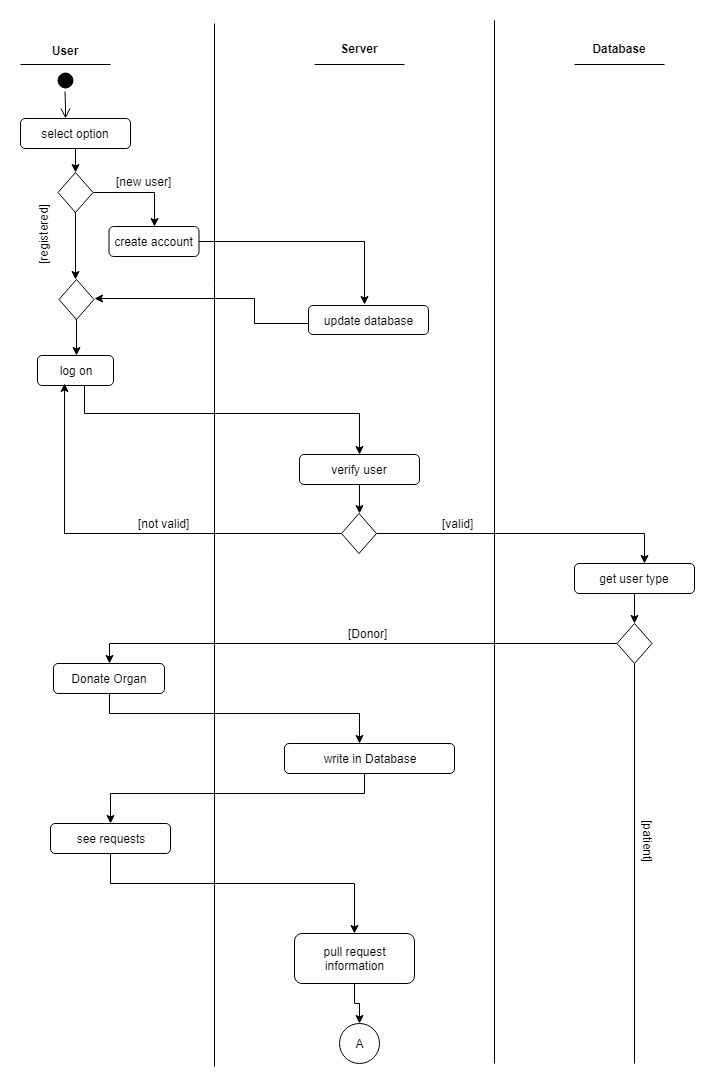 User
Server
Database
select option
[new user]
[registered]
create account
update database
log on
verify user
[not valid]
[valid]
get user type
[Donor]
Donate Organ
write in Database
see requests
[patient]
pull request
information
A